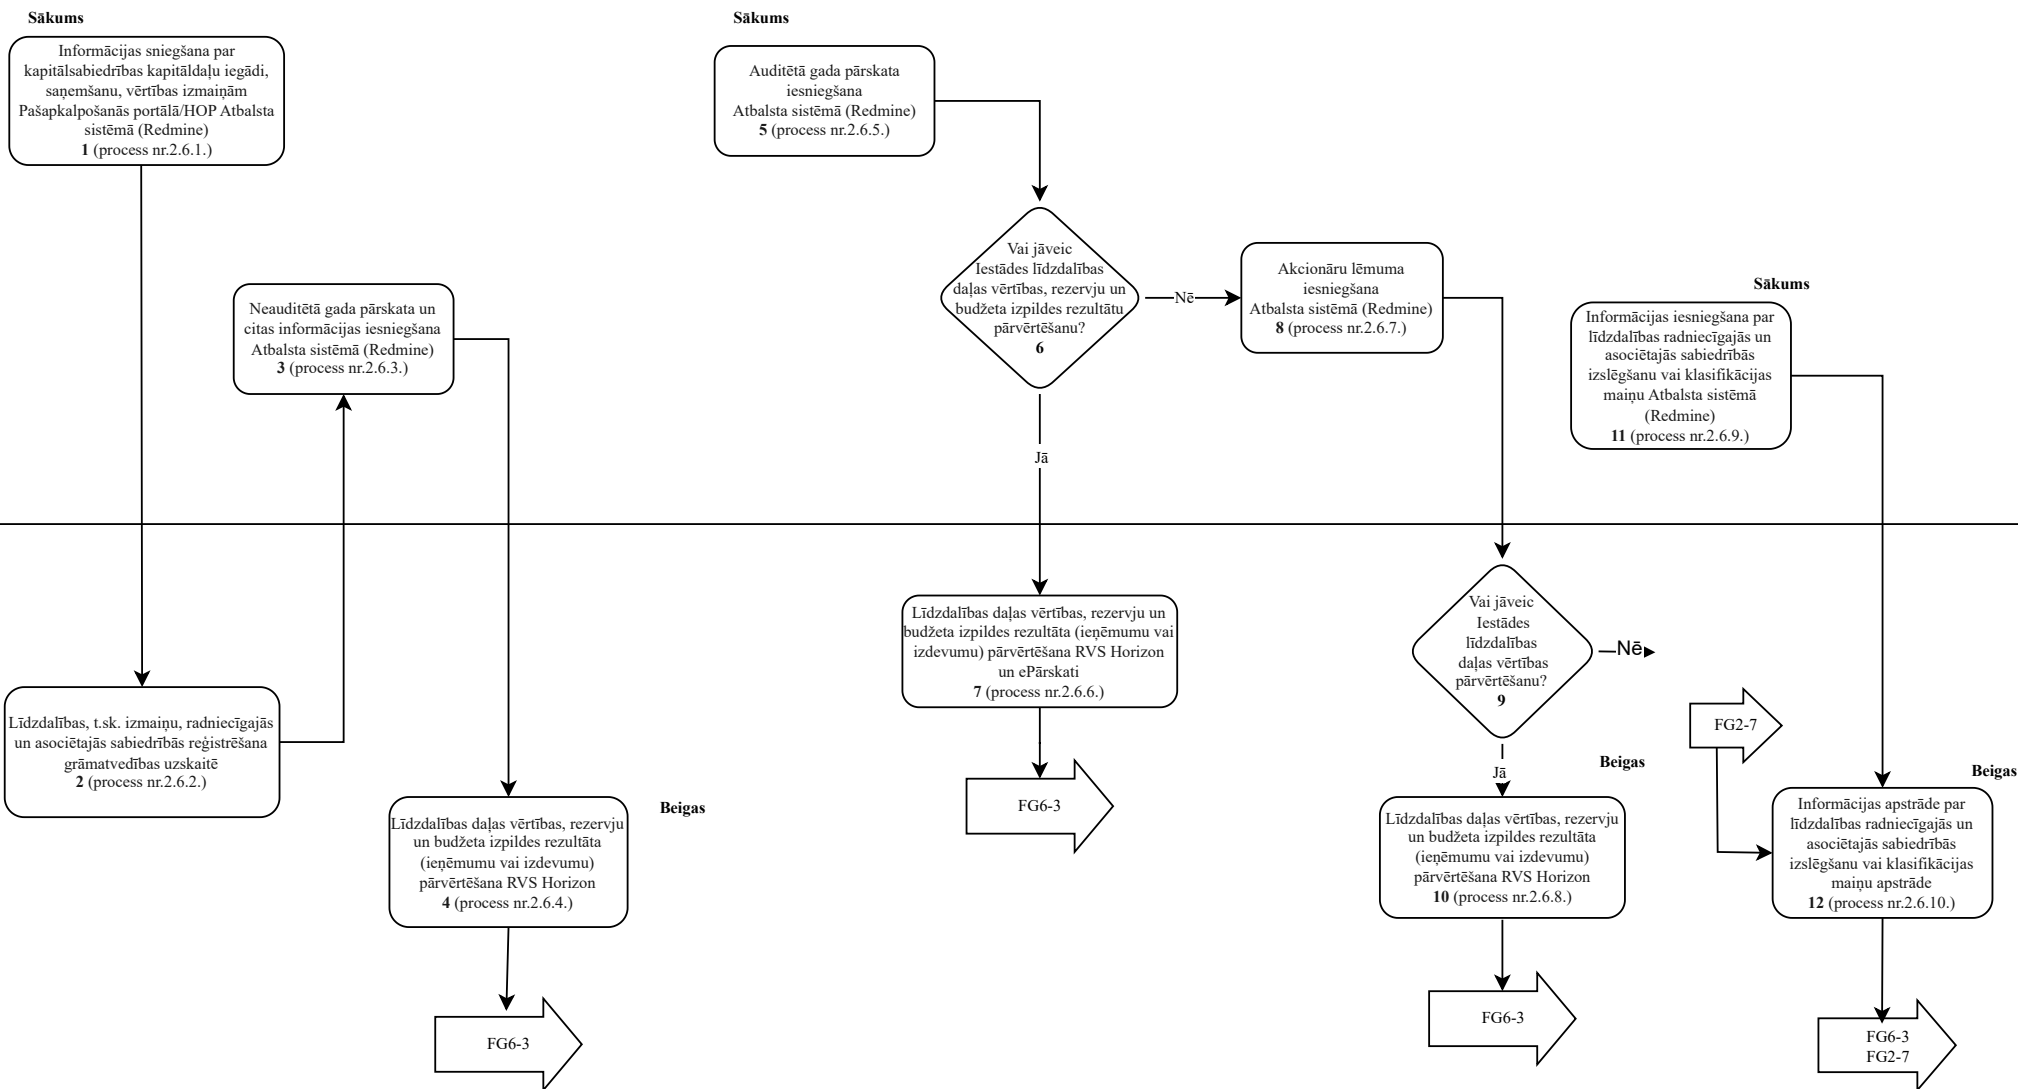 Sākums
Informācijas sniegšana par
kapitālsabiedrības kapitāldaļu iegādi,
saņemšanu, vērtības izmaiņām
Pašapkalpošanās portālā/HOP Atbalsta
sistēmā (Redmine)
1 (process nr.2.6.1.)
Līdzdalības, t.sk. izmaiņu, radniecīgajās
un asociētajās sabiedrībās reģistrēšana
grāmatvedības uzskaitē
2 (process nr.2.6.2.)
Neauditētā gada pārskata un
citas informācijas iesniegšana
Atbalsta sistēmā (Redmine)
3 (process nr.2.6.3.)
Līdzdalības daļas vērtības, rezervju
un budžeta izpildes rezultāta
(ieņēmumu vai izdevumu)
pārvērtēšana RVS Horizon
4 (process nr.2.6.4.)
Beigas
FG6-3
Sākums
Auditētā gada pārskata
iesniegšana
Atbalsta sistēmā (Redmine)
5 (process nr.2.6.5.)
Vai jāveic
Iestādes līdzdalības
daļas vērtības, rezervju un
budžeta izpildes rezultātu
pārvērtēšanu?
6
Nē
Jā
Līdzdalības daļas vērtības, rezervju un
budžeta izpildes rezultāta (ieņēmumu vai
izdevumu) pārvērtēšana RVS Horizon
un ePārskati
7 (process nr.2.6.6.)
FG6-3
Akcionāru lēmuma
iesniegšana
Atbalsta sistēmā (Redmine)
8 (process nr.2.6.7.)
Vai jāveic
Iestādes
līdzdalības
daļas vērtības
pārvērtēšanu?
9
Nē
Jā
Beigas
Līdzdalības daļas vērtības, rezervju
un budžeta izpildes rezultāta
(ieņēmumu vai izdevumu)
pārvērtēšana RVS Horizon
10 (process nr.2.6.8.)
FG6-3
Sākums
Informācijas iesniegšana par
līdzdalības radniecīgajās un
asociētajās sabiedrībās
izslēgšanu vai klasifikācijas
maiņu Atbalsta sistēmā
(Redmine)
11 (process nr.2.6.9.)
FG2-7
Beigas
Informācijas apstrāde par
līdzdalības radniecīgajās un
asociētajās sabiedrībās
izslēgšanu vai klasifikācijas
maiņu apstrāde
12 (process nr.2.6.10.)
FG6-3
FG2-7